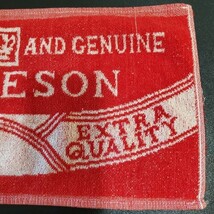 AND GENUINE
ESON
EXTRA
QUALITY